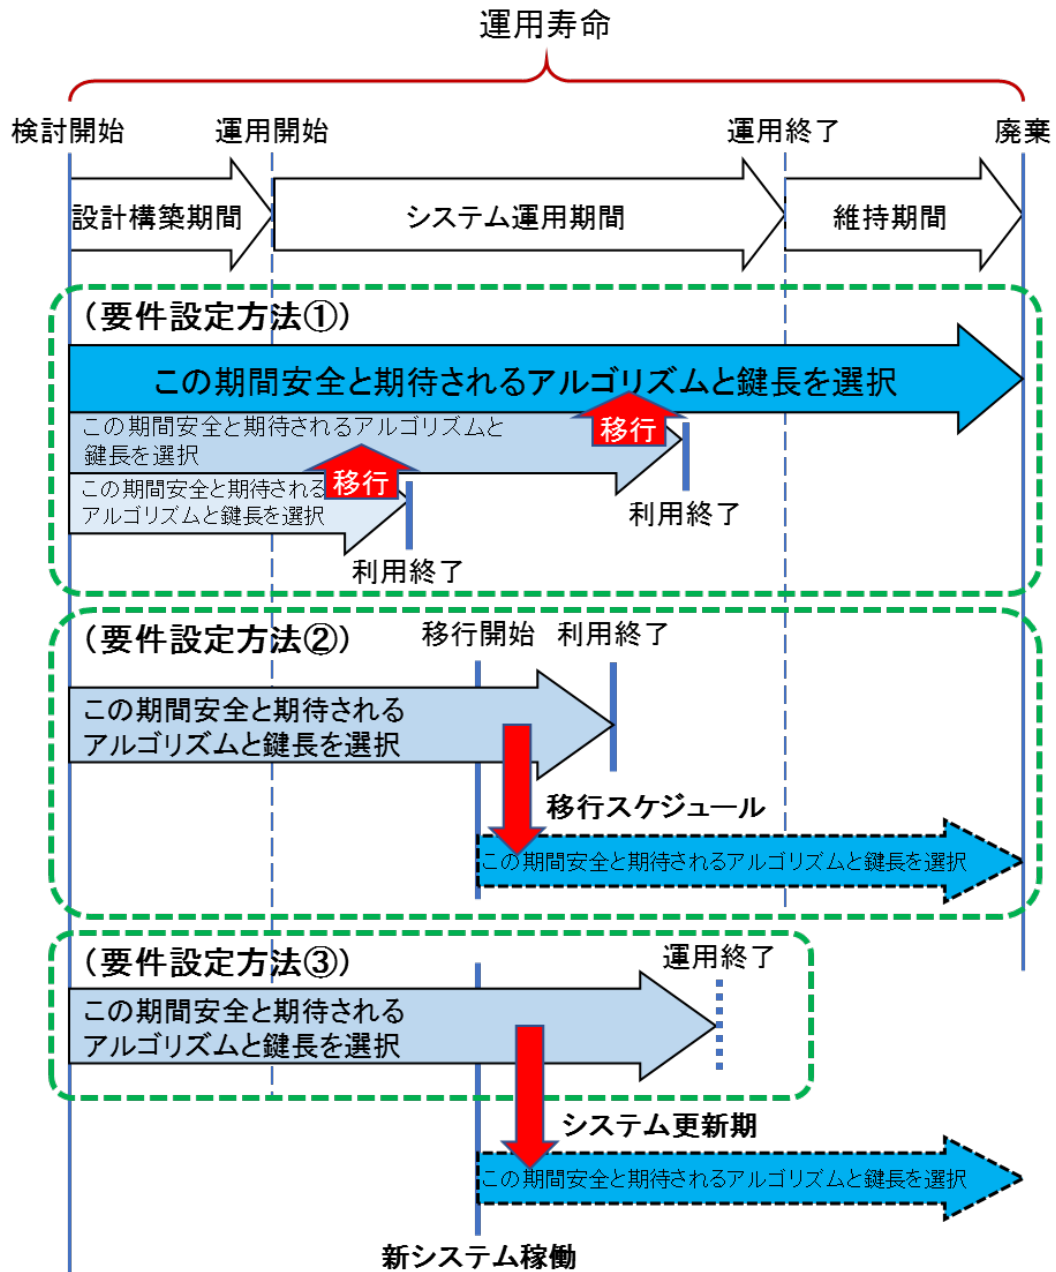 運用寿命
検討開始
運用開始
運用終了
廃棄
設計構築期間
システム運用期間
維持期間
（要件設定方法①）
この期間安全と期待されるアルゴリズムと鍵長を選択
この期間安全と期待されるアルゴリズムと
鍵長を選択
移行
この期間安全と期待される
アルゴリズムと鍵長を選択
移行
利用終了
利用終了
（要件設定方法②）
移行開始
利用終了
この期間安全と期待される
アルゴリズムと鍵長を選択
移行スケジュール
この期間安全と期待されるアルゴリズムと鍵長を選択
（要件設定方法③）
運用終了
この期間安全と期待される
アルゴリズムと鍵長を選択
システム更新期
この期間安全と期待されるアルゴリズムと鍵長を選択
新システム稼働